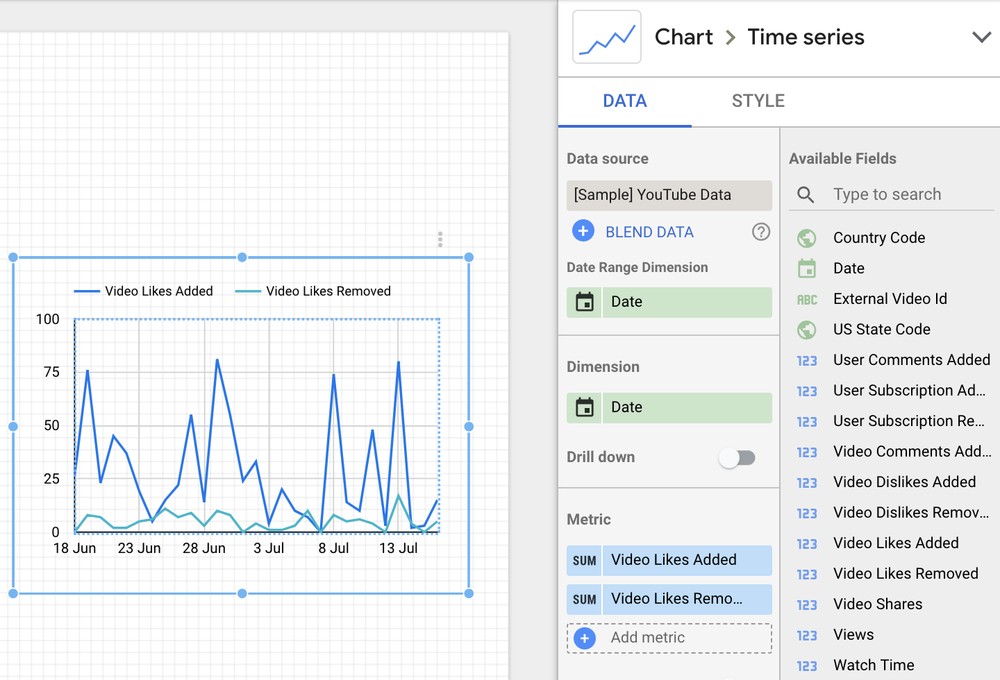 Chart > Time series
DATA STYLE
Data source
[Sample] YouTube Data
BLEND DATA
Date Range Dimension
Date
Dimension
Date
Drill down
Metric
SUM Video Likes Added
SUM Video Likes Remo...
Add metric
Available Fields
Type to search
Country Code
Date
ABC External Video Id
US State Code
123 User Comments Added
123 User Subscription Ad...
123 User Subscription Re...
123 Video Comments Add...
123 Video Dislikes Added
123 Video Dislikes Remov...
123 Video Likes Added
123 Video Likes Removed
123 Video Shares
123 Views
123 Watch Time
Video Likes Added Video Likes Removed
100
75
50
25
0
18 Jun 23 Jun 28 Jun 3 Jul 8 Jul 13 Jul